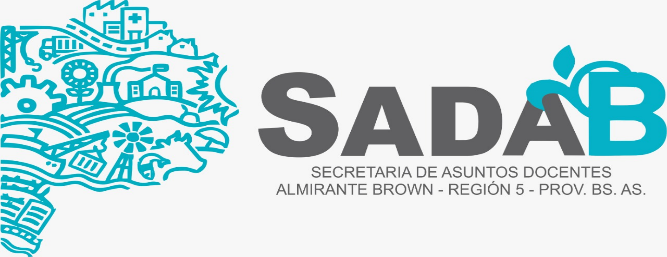 SADAB
SECRETARIA DE ASUNTOS DOCENTES
ALMIRANTE BROWN - REGIÓN 5 - PROV. BS. AS.